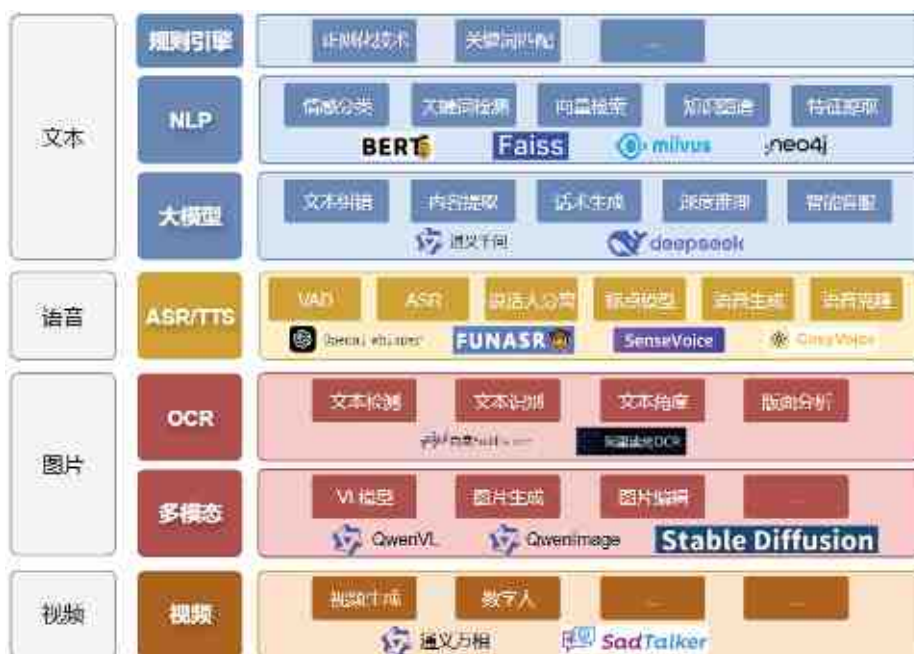 规则引擎
正则化技术
关键词匹配
...
文本
NLP
情感分类
关键词检测
向量检索
知识图谱
特征提取
BERT
Faiss
milvus
neo4j
大模型
文本纠错
内容提取
话术生成
深度推理
智能客服
通义千问
deepseek
语音
ASR/TTS
VAD
ASR
说话人分离
标点模型
语音生成
语音克隆
OpenAI Whisper
FUNASR
SenseVoice
CosyVoice
图片
OCR
文本检测
文本识别
文本角度
版面分析
多模态
VL模型
图片生成
图片编辑
...
QwenVL
QwenImage
Stable Diffusion
视频
视频
视频生成
数字人
...
...
通义万相
SadTalker